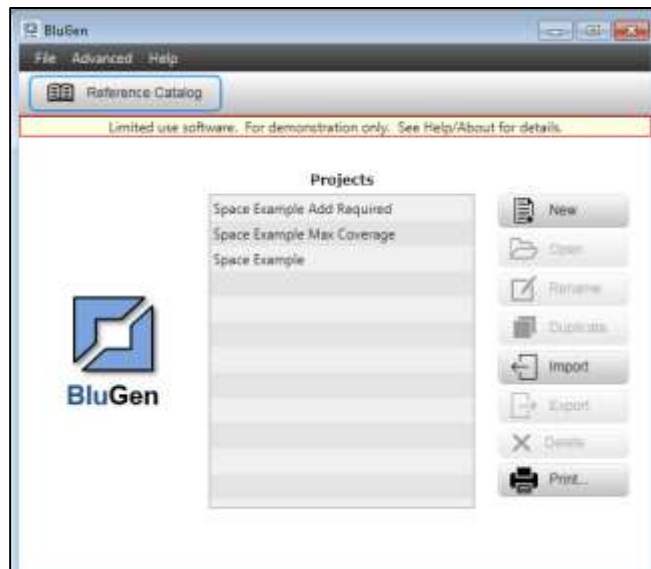 BluGen
File Advanced Help
Reference Catalog
Limited use software. For demonstration only. See Help/About for details.
Projects
Space Example Add Required
Space Example Max Coverage
Space Example
New
Open
Rename
Duplicate
Import
Export
Delete
Print...
BluGen